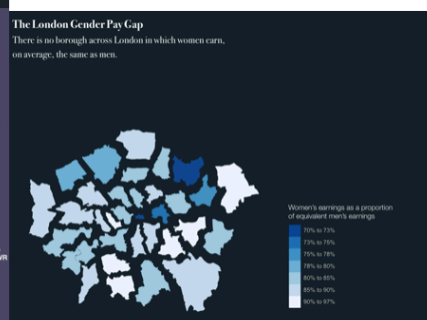 The London Gender Pay Gap
There is no borough across London in which women earn,
on average, the same as men.
Women's earnings as a proportion
of equivalent men's earnings
70% to 73%
73% to 75%
75% to 78%
78% to 80%
80% to 85%
85% to 90%
90% to 97%